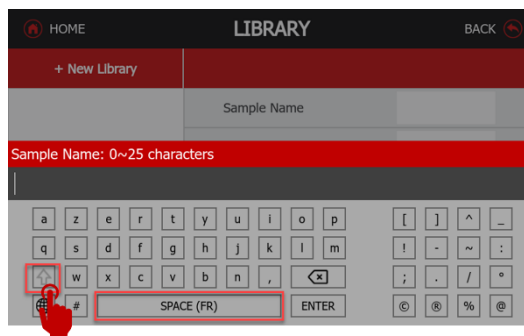 HOME LIBRARY BACK
+ New Library
Sample Name
Sample Name: 0~25 characters
a z e r t y u i o p [ ] ^ _
q s d f g h j k l m ! - ~ :
w x c v b n , ; . / °
# SPACE (FR) ENTER © ® % @